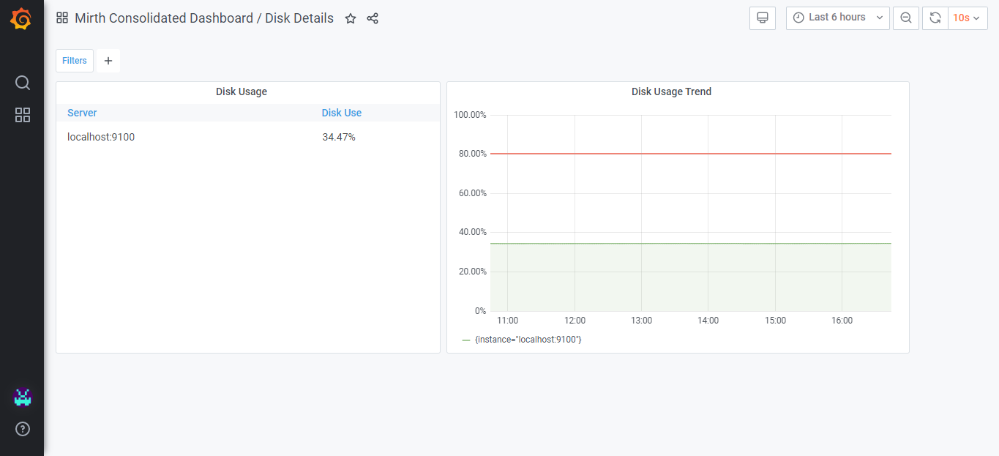 Mirth Consolidated Dashboard / Disk Details
Last 6 hours
10s
Filters
Disk Usage
Server Disk Use
localhost:9100 34.47%
Disk Usage Trend
100.00%
80.00%
60.00%
40.00%
20.00%
0%
11:00 12:00 13:00 14:00 15:00 16:00
{instance="localhost:9100"}